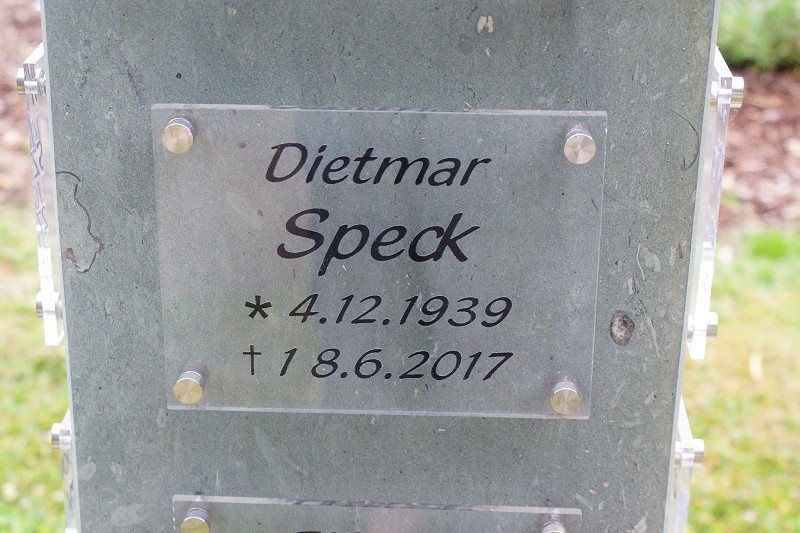 Dietmar
Speck
* 4.12.1939
† 18.6.2017